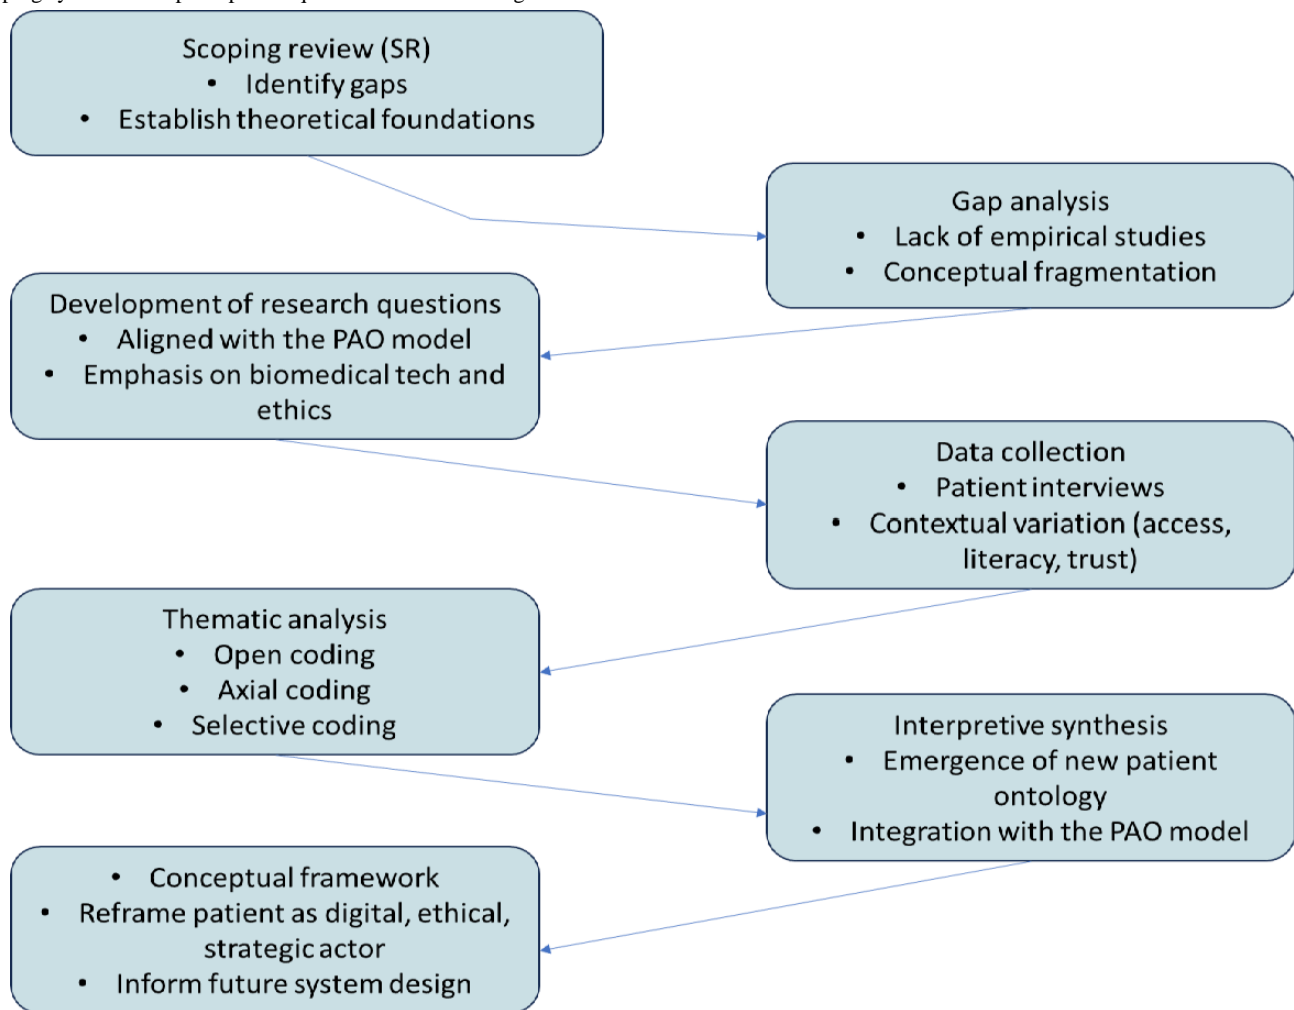 Scoping review (SR)
• Identify gaps
• Establish theoretical foundations
Gap analysis
• Lack of empirical studies
• Conceptual fragmentation
Development of research questions
• Aligned with the PAO model
• Emphasis on biomedical tech and
ethics
Data collection
• Patient interviews
• Contextual variation (access,
literacy, trust)
Thematic analysis
• Open coding
• Axial coding
• Selective coding
Interpretive synthesis
• Emergence of new patient
ontology
• Integration with the PAO model
• Conceptual framework
• Reframe patient as digital, ethical,
strategic actor
• Inform future system design